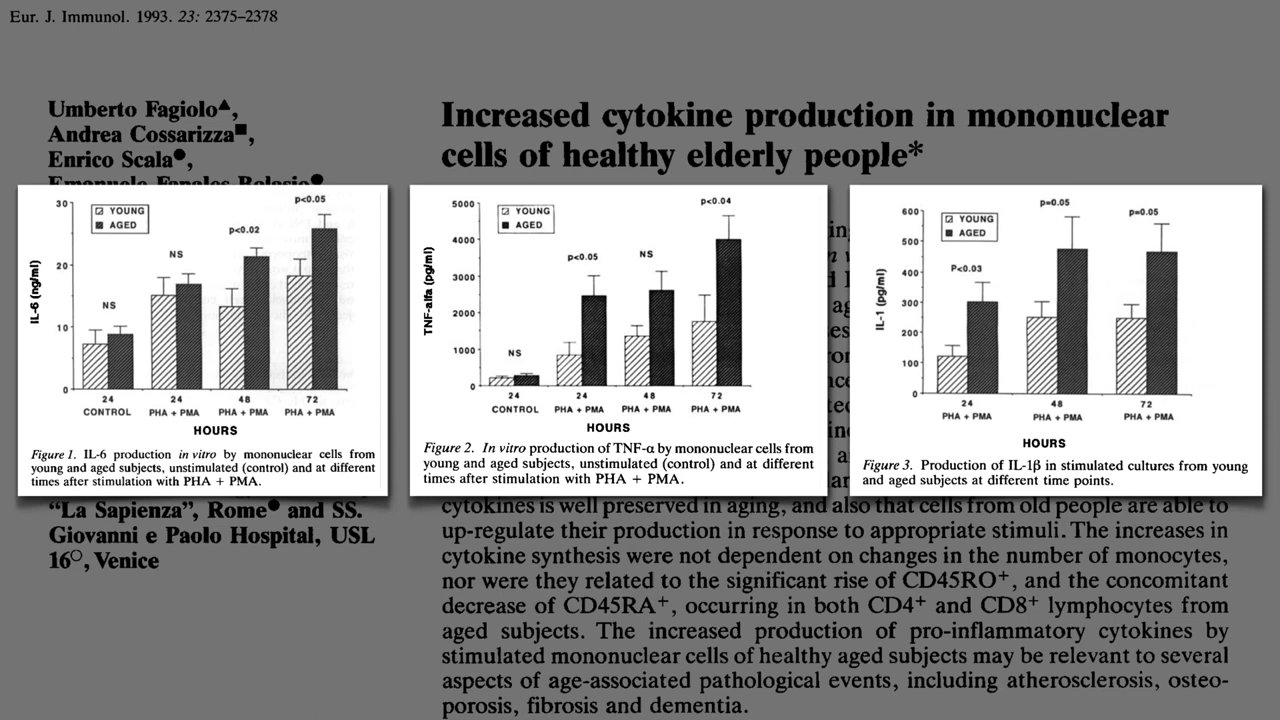 Eur. J. Immunol. 1993. 23: 2375–2378
Umberto Fagiolo▲,
Andrea Cossarizza■,
Enrico Scala●,
Increased cytokine production in mononuclear
cells of healthy elderly people*
30
20
10
0
IL-6 (ng/ml)
YOUNG
AGED
NS
NS
p<0.02
p<0.05
24
24
48
72
CONTROL
PHA + PMA
PHA + PMA
PHA + PMA
HOURS
Figure 1. IL-6 production in vitro by mononuclear cells from
young and aged subjects, unstimulated (control) and at different
times after stimulation with PHA + PMA.
5000
4000
3000
2000
1000
0
TNF-alfa (pg/ml)
YOUNG
AGED
NS
p<0.05
NS
p<0.04
24
24
48
72
CONTROL
PHA + PMA
PHA + PMA
PHA + PMA
HOURS
Figure 2. In vitro production of TNF-α by mononuclear cells from
young and aged subjects, unstimulated (control) and at different
times after stimulation with PHA + PMA.
600
500
400
300
200
100
0
IL-1 (pg/ml)
YOUNG
AGED
P<0.03
p=0.05
p=0.05
24
48
72
PHA + PMA
PHA + PMA
PHA + PMA
HOURS
Figure 3. Production of IL-1β in stimulated cultures from young
and aged subjects at different time points.
“La Sapienza”, Rome● and SS.
Giovanni e Paolo Hospital, USL
16○, Venice
cytokines is well preserved in aging, and also that cells from old people are able to
up-regulate their production in response to appropriate stimuli. The increases in
cytokine synthesis were not dependent on changes in the number of monocytes,
nor were they related to the significant rise of CD45RO+, and the concomitant
decrease of CD45RA+, occurring in both CD4+ and CD8+ lymphocytes from
aged subjects. The increased production of pro-inflammatory cytokines by
stimulated mononuclear cells of healthy aged subjects may be relevant to several
aspects of age-associated pathological events, including atherosclerosis, osteo-
porosis, fibrosis and dementia.